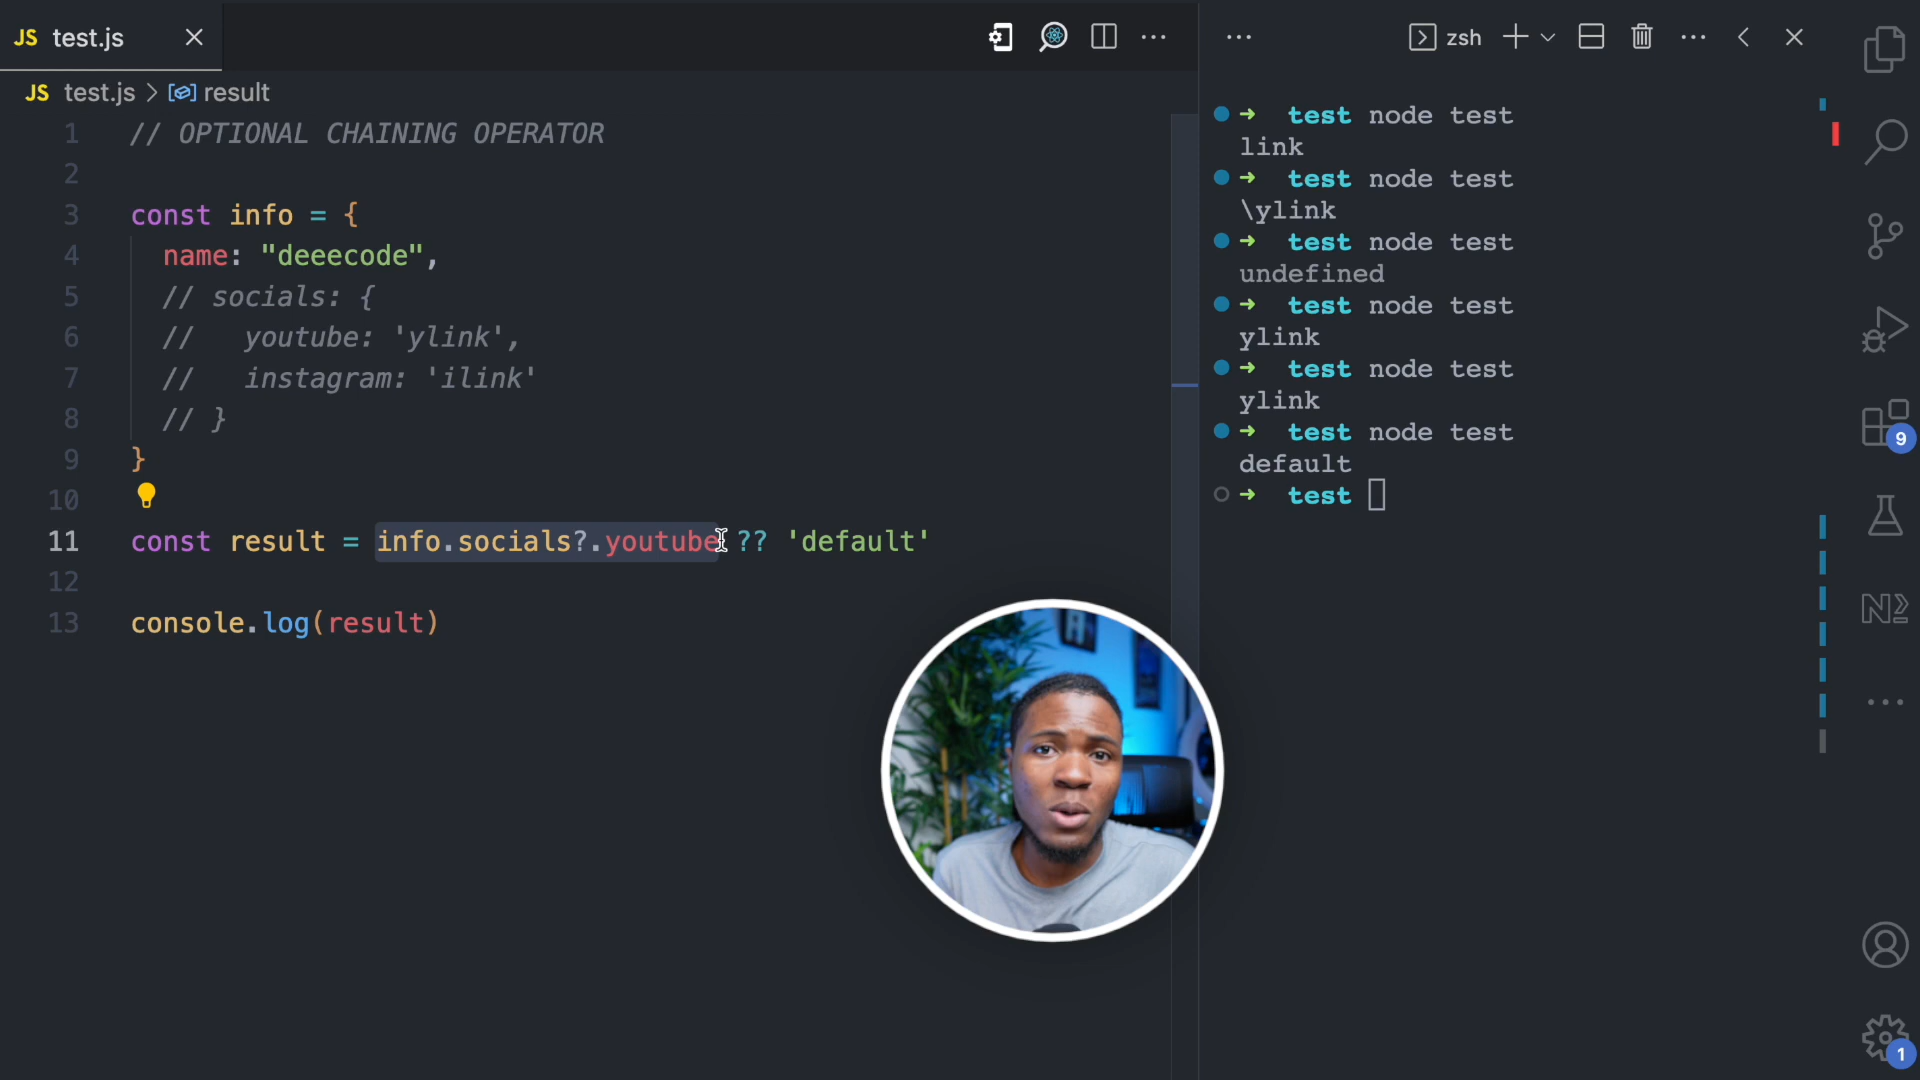 JS test.js
JS test.js > result
1 // OPTIONAL CHAINING OPERATOR
2
3 const info = {
4 name: "deeecode",
5 // socials: {
6 // youtube: 'ylink',
7 // instagram: 'ilink'
8 // }
9 }
10
11 const result = info.socials?.youtube ?? 'default'
12
13 console.log(result)
zsh
➜ test node test
link
➜ test node test
\ylink
➜ test node test
undefined
➜ test node test
ylink
➜ test node test
ylink
➜ test node test
default
➜ test
9
1